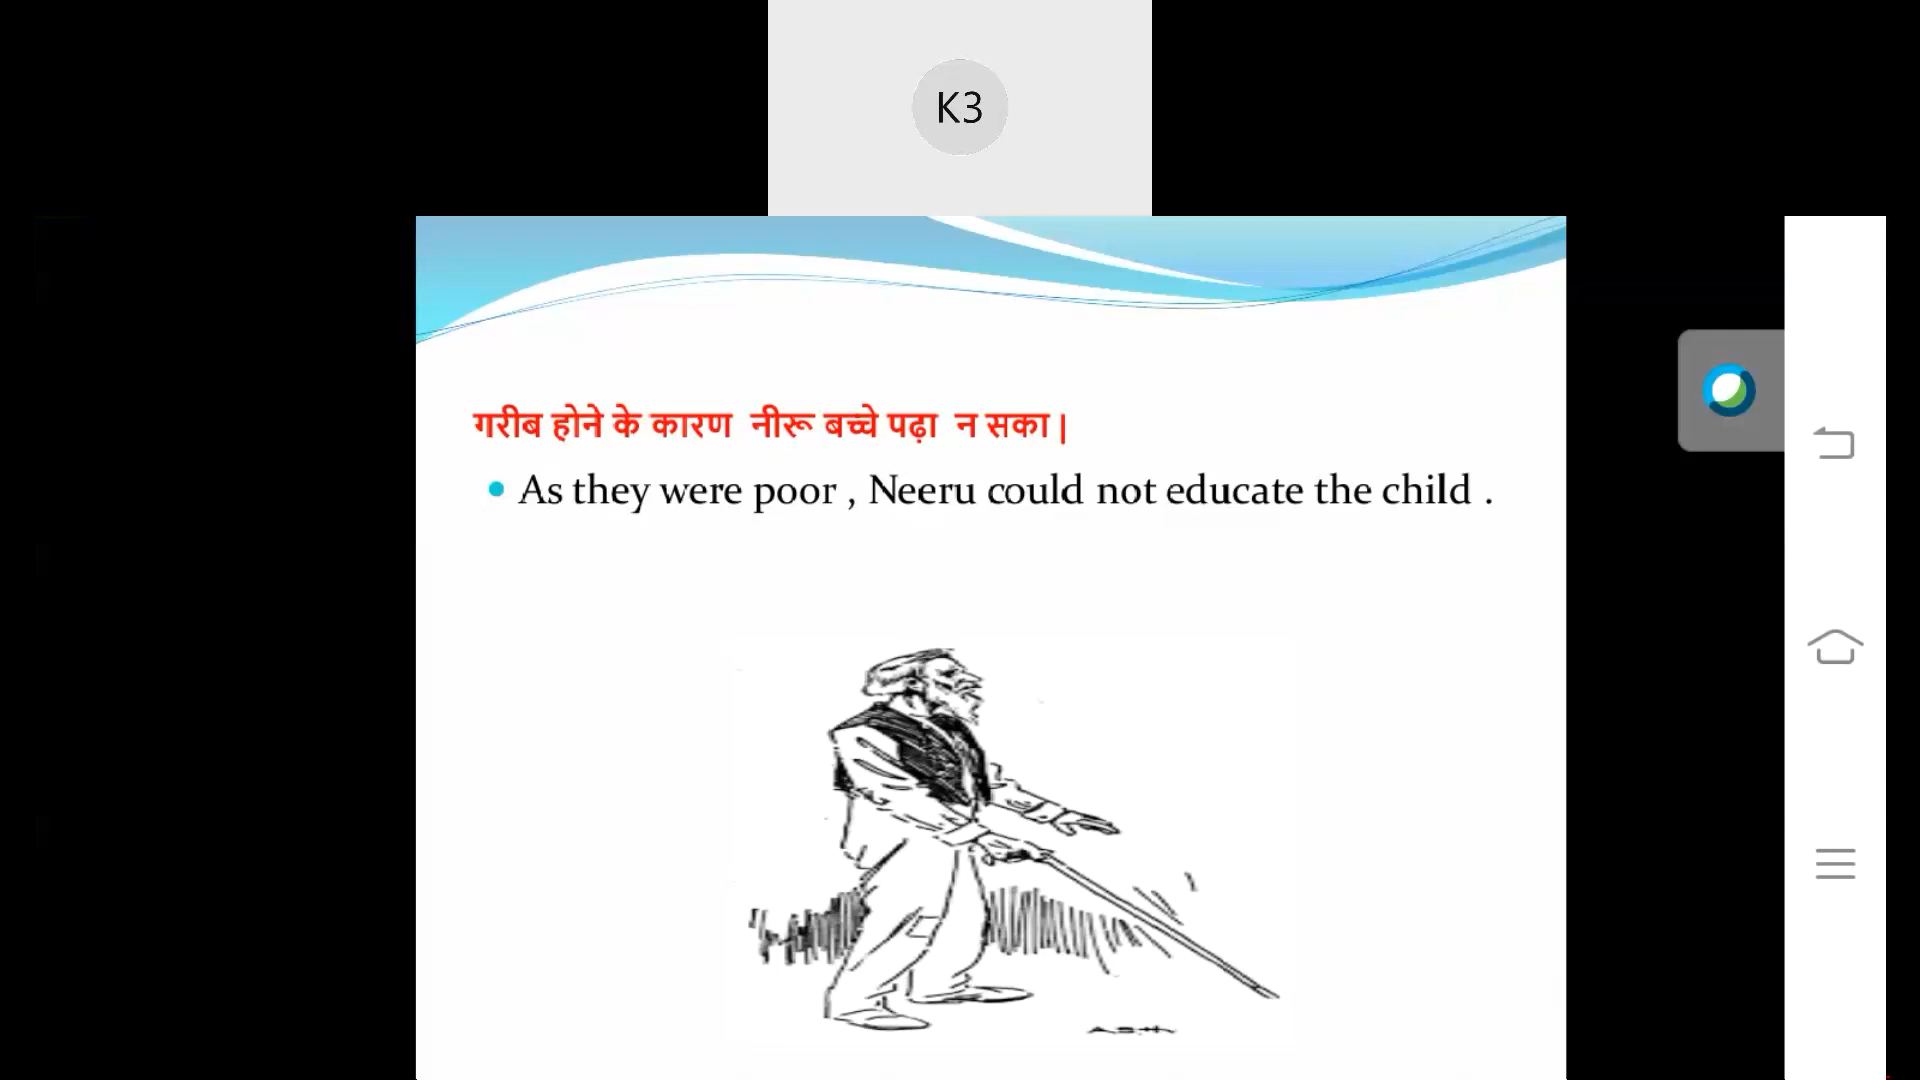 K3
गरीब होने के कारण नीरू बच्चे पढ़ा न सका |
As they were poor , Neeru could not educate the child .